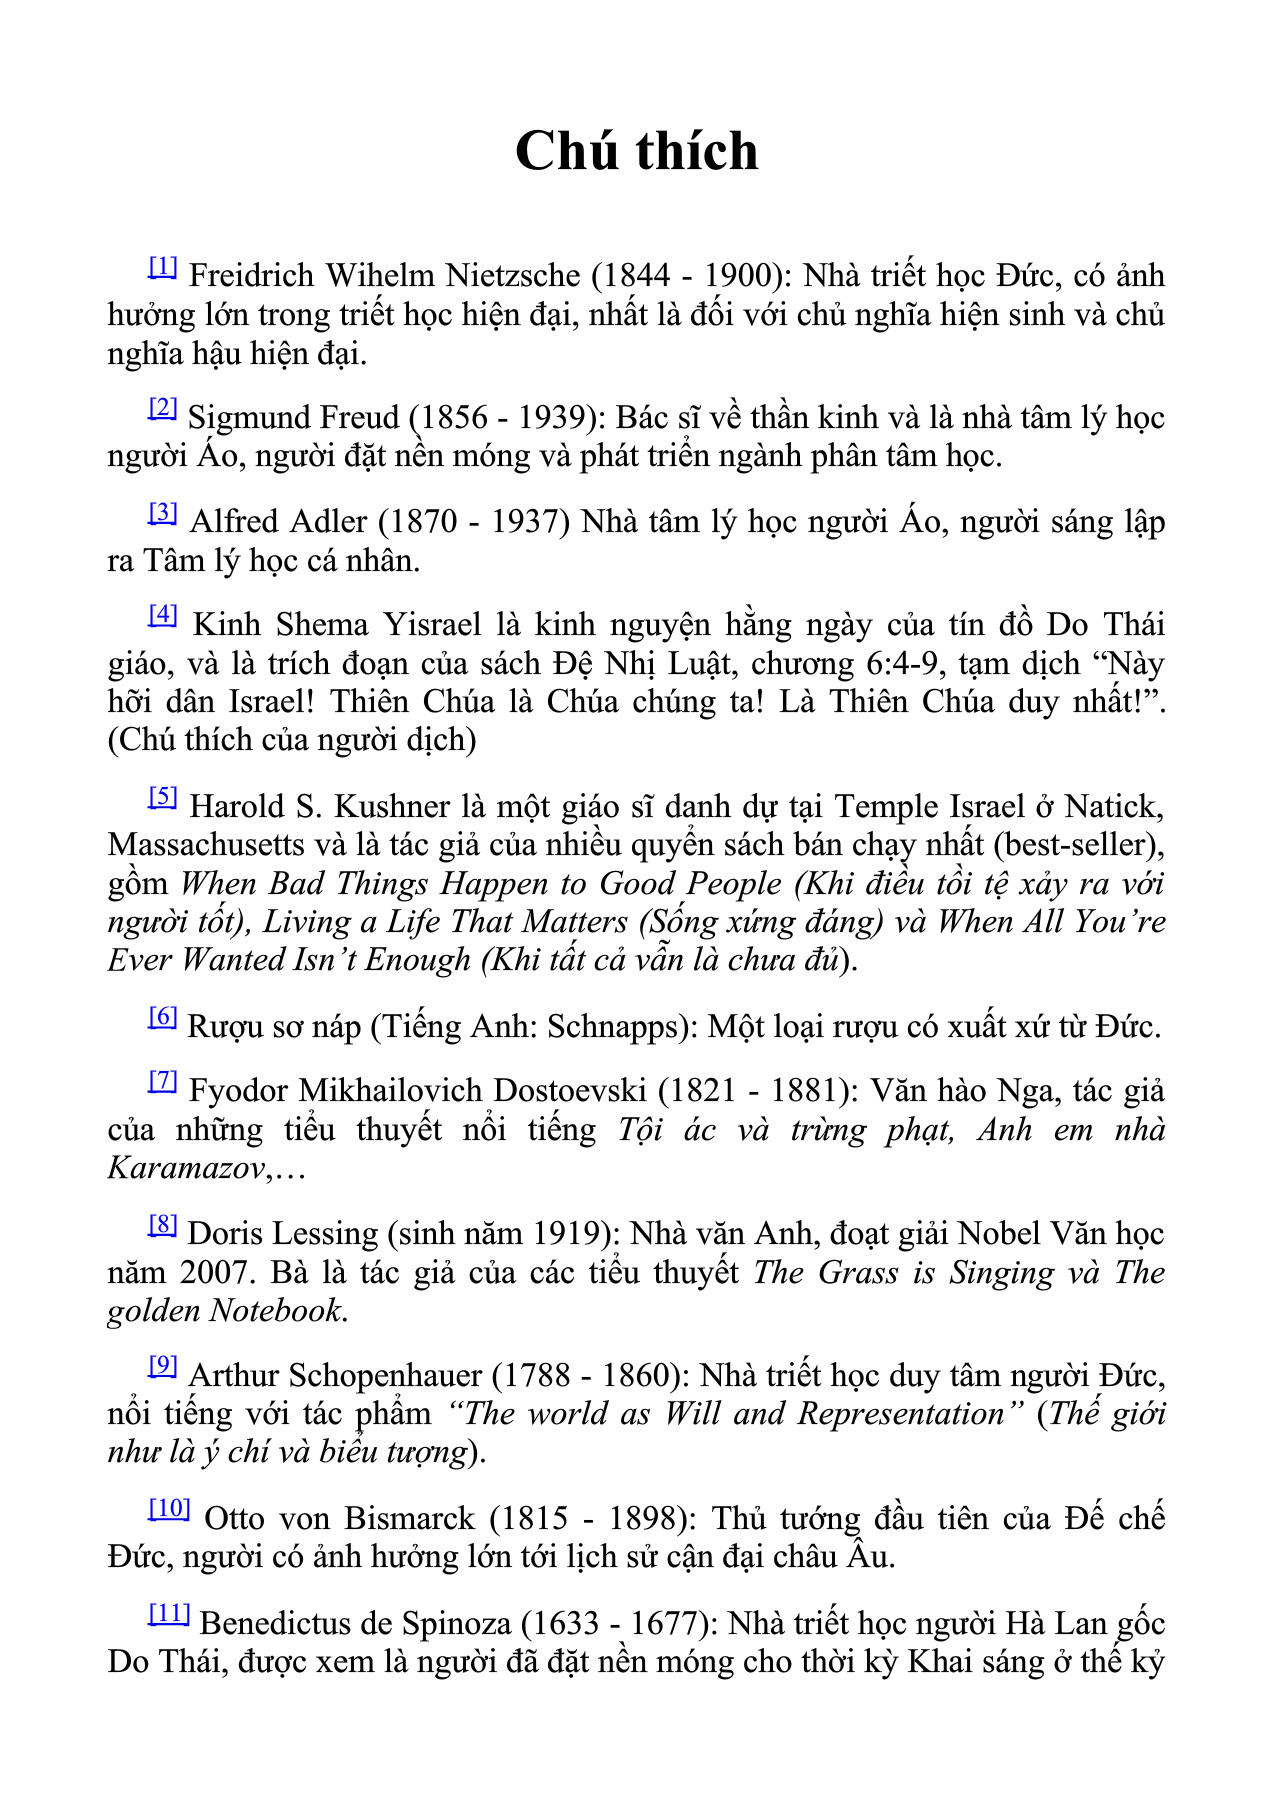 Chú thích
[1] Freidrich Wihelm Nietzsche (1844 - 1900): Nhà triết học Đức, có ảnh
hưởng lớn trong triết học hiện đại, nhất là đối với chủ nghĩa hiện sinh và chủ
nghĩa hậu hiện đại.
[2] Sigmund Freud (1856 - 1939): Bác sĩ về thần kinh và là nhà tâm lý học
người Áo, người đặt nền móng và phát triển ngành phân tâm học.
[3] Alfred Adler (1870 - 1937) Nhà tâm lý học người Áo, người sáng lập
ra Tâm lý học cá nhân.
[4] Kinh Shema Yisrael là kinh nguyện hằng ngày của tín đồ Do Thái
giáo, và là trích đoạn của sách Đệ Nhị Luật, chương 6:4-9, tạm dịch “Này
hỡi dân Israel! Thiên Chúa là Chúa chúng ta! Là Thiên Chúa duy nhất!”.
(Chú thích của người dịch)
[5] Harold S. Kushner là một giáo sĩ danh dự tại Temple Israel ở Natick,
Massachusetts và là tác giả của nhiều quyển sách bán chạy nhất (best-seller),
gồm When Bad Things Happen to Good People (Khi điều tồi tệ xảy ra với
người tốt), Living a Life That Matters (Sống xứng đáng) và When All You’re
Ever Wanted Isn’t Enough (Khi tất cả vẫn là chưa đủ).
[6] Rượu sơ náp (Tiếng Anh: Schnapps): Một loại rượu có xuất xứ từ Đức.
[7] Fyodor Mikhailovich Dostoevski (1821 - 1881): Văn hào Nga, tác giả
của những tiểu thuyết nổi tiếng Tội ác và trừng phạt, Anh em nhà
Karamazov,…
[8] Doris Lessing (sinh năm 1919): Nhà văn Anh, đoạt giải Nobel Văn học
năm 2007. Bà là tác giả của các tiểu thuyết The Grass is Singing và The
golden Notebook.
[9] Arthur Schopenhauer (1788 - 1860): Nhà triết học duy tâm người Đức,
nổi tiếng với tác phẩm “The world as Will and Representation” (Thế giới
như là ý chí và biểu tượng).
[10] Otto von Bismarck (1815 - 1898): Thủ tướng đầu tiên của Đế chế
Đức, người có ảnh hưởng lớn tới lịch sử cận đại châu Âu.
[11] Benedictus de Spinoza (1633 - 1677): Nhà triết học người Hà Lan gốc
Do Thái, được xem là người đã đặt nền móng cho thời kỳ Khai sáng ở thế kỷ